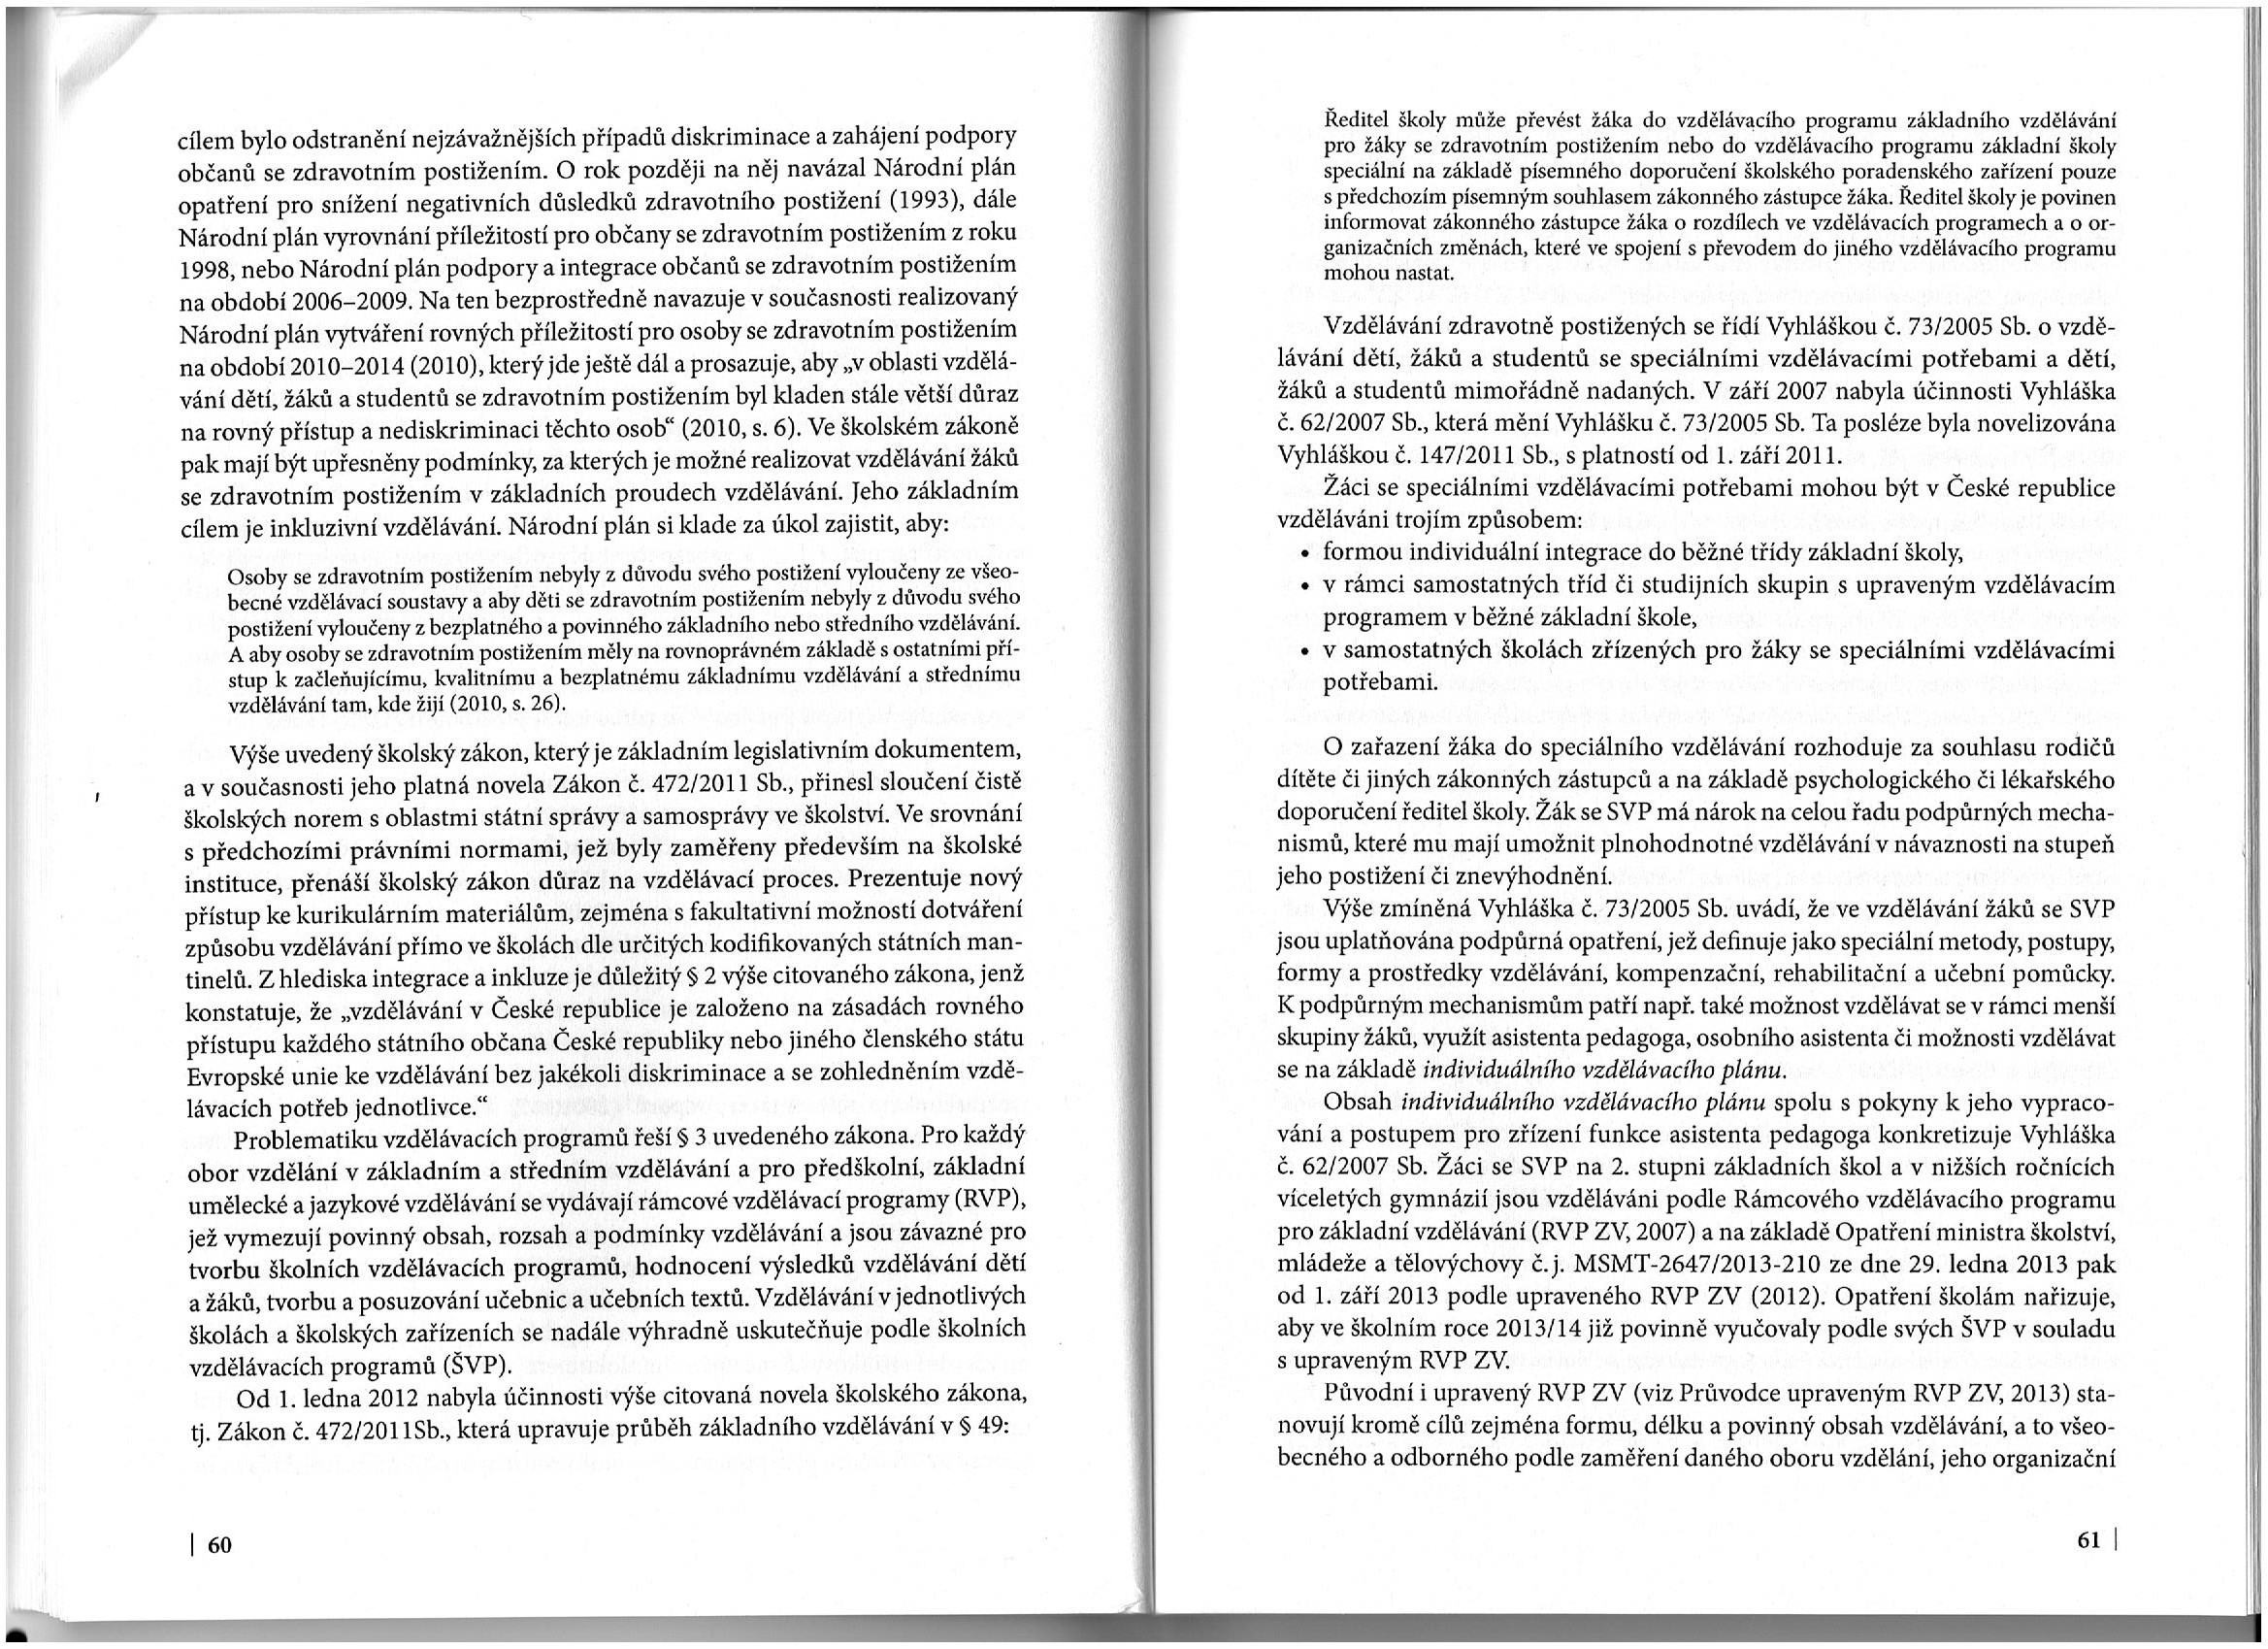 cílem bylo odstranění nejzávažnějších případů diskriminace a zahájení podpory
občanů se zdravotním postižením. O rok později na něj navázal Národní plán
opatření pro snížení negativních důsledků zdravotního postižení (1993), dále
Národní plán vyrovnání příležitostí pro občany se zdravotním postižením z roku
1998, nebo Národní plán podpory a integrace občanů se zdravotním postižením
na období 2006–2009. Na ten bezprostředně navazuje v současnosti realizovaný
Národní plán vytváření rovných příležitostí pro osoby se zdravotním postižením
na období 2010–2014 (2010), který jde ještě dál a prosazuje, aby „v oblasti vzdělá-
vání dětí, žáků a studentů se zdravotním postižením byl kladen stále větší důraz
na rovný přístup a nediskriminaci těchto osob“ (2010, s. 6). Ve školském zákoně
pak mají být upřesněny podmínky, za kterých je možné realizovat vzdělávání žáků
se zdravotním postižením v základních proudech vzdělávání. Jeho základním
cílem je inkluzivní vzdělávání. Národní plán si klade za úkol zajistit, aby:
Osoby se zdravotním postižením nebyly z důvodu svého postižení vyloučeny ze všeo-
becné vzdělávací soustavy a aby děti se zdravotním postižením nebyly z důvodu svého
postižení vyloučeny z bezplatného a povinného základního nebo středního vzdělávání.
A aby osoby se zdravotním postižením měly na rovnoprávném základě s ostatními pří-
stup k začleňujícímu, kvalitnímu a bezplatnému základnímu vzdělávání a střednímu
vzdělávání tam, kde žijí (2010, s. 26).
Výše uvedený školský zákon, který je základním legislativním dokumentem,
a v současnosti jeho platná novela Zákon č. 472/2011 Sb., přinesl sloučení čistě
školských norem s oblastmi státní správy a samosprávy ve školství. Ve srovnání
s předchozími právními normami, jež byly zaměřeny především na školské
instituce, přenáší školský zákon důraz na vzdělávací proces. Prezentuje nový
přístup ke kurikulárním materiálům, zejména s fakultativní možností dotváření
způsobu vzdělávání přímo ve školách dle určitých kodifikovaných státních man-
tinelů. Z hlediska integrace a inkluze je důležitý § 2 výše citovaného zákona, jenž
konstatuje, že „vzdělávání v České republice je založeno na zásadách rovného
přístupu každého státního občana České republiky nebo jiného členského státu
Evropské unie ke vzdělávání bez jakékoli diskriminace a se zohledněním vzdě-
lávacích potřeb jednotlivce.“
Problematiku vzdělávacích programů řeší § 3 uvedeného zákona. Pro každý
obor vzdělání v základním a středním vzdělávání a pro předškolní, základní
umělecké a jazykové vzdělávání se vydávají rámcové vzdělávací programy (RVP),
jež vymezují povinný obsah, rozsah a podmínky vzdělávání a jsou závazné pro
tvorbu školních vzdělávacích programů, hodnocení výsledků vzdělávání dětí
a žáků, tvorbu a posuzování učebnic a učebních textů. Vzdělávání v jednotlivých
školách a školských zařízeních se nadále výhradně uskutečňuje podle školních
vzdělávacích programů (ŠVP).
Od 1. ledna 2012 nabyla účinnosti výše citovaná novela školského zákona,
tj. Zákon č. 472/2011Sb., která upravuje průběh základního vzdělávání v § 49:
| 60
Ředitel školy může převést žáka do vzdělávacího programu základního vzdělávání
pro žáky se zdravotním postižením nebo do vzdělávacího programu základní školy
speciální na základě písemného doporučení školského poradenského zařízení pouze
s předchozím písemným souhlasem zákonného zástupce žáka. Ředitel školy je povinen
informovat zákonného zástupce žáka o rozdílech ve vzdělávacích programech a o or-
ganizačních změnách, které ve spojení s převodem do jiného vzdělávacího programu
mohou nastat.
Vzdělávání zdravotně postižených se řídí Vyhláškou č. 73/2005 Sb. o vzdě-
lávání dětí, žáků a studentů se speciálními vzdělávacími potřebami a dětí,
žáků a studentů mimořádně nadaných. V září 2007 nabyla účinnosti Vyhláška
č. 62/2007 Sb., která mění Vyhlášku č. 73/2005 Sb. Ta posléze byla novelizována
Vyhláškou č. 147/2011 Sb., s platností od 1. září 2011.
Žáci se speciálními vzdělávacími potřebami mohou být v České republice
vzděláváni trojím způsobem:
• formou individuální integrace do běžné třídy základní školy,
• v rámci samostatných tříd či studijních skupin s upraveným vzdělávacím
programem v běžné základní škole,
• v samostatných školách zřízených pro žáky se speciálními vzdělávacími
potřebami.
O zařazení žáka do speciálního vzdělávání rozhoduje za souhlasu rodičů
dítěte či jiných zákonných zástupců a na základě psychologického či lékařského
doporučení ředitel školy. Žák se SVP má nárok na celou řadu podpůrných mecha-
nismů, které mu mají umožnit plnohodnotné vzdělávání v návaznosti na stupeň
jeho postižení či znevýhodnění.
Výše zmíněná Vyhláška č. 73/2005 Sb. uvádí, že ve vzdělávání žáků se SVP
jsou uplatňována podpůrná opatření, jež definuje jako speciální metody, postupy,
formy a prostředky vzdělávání, kompenzační, rehabilitační a učební pomůcky.
K podpůrným mechanismům patří např. také možnost vzdělávat se v rámci menší
skupiny žáků, využít asistenta pedagoga, osobního asistenta či možnosti vzdělávat
se na základě individuálního vzdělávacího plánu.
Obsah individuálního vzdělávacího plánu spolu s pokyny k jeho vypraco-
vání a postupem pro zřízení funkce asistenta pedagoga konkretizuje Vyhláška
č. 62/2007 Sb. Žáci se SVP na 2. stupni základních škol a v nižších ročnících
víceletých gymnázií jsou vzděláváni podle Rámcového vzdělávacího programu
pro základní vzdělávání (RVP ZV, 2007) a na základě Opatření ministra školství,
mládeže a tělovýchovy č.j. MSMT-2647/2013-210 ze dne 29. ledna 2013 pak
od 1. září 2013 podle upraveného RVP ZV (2012). Opatření školám nařizuje,
aby ve školním roce 2013/14 již povinně vyučovaly podle svých ŠVP v souladu
s upraveným RVP ZV.
Původní i upravený RVP ZV (viz Průvodce upraveným RVP ZV, 2013) sta-
novují kromě cílů zejména formu, délku a povinný obsah vzdělávání, a to všeo-
becného a odborného podle zaměření daného oboru vzdělání, jeho organizační
61 |